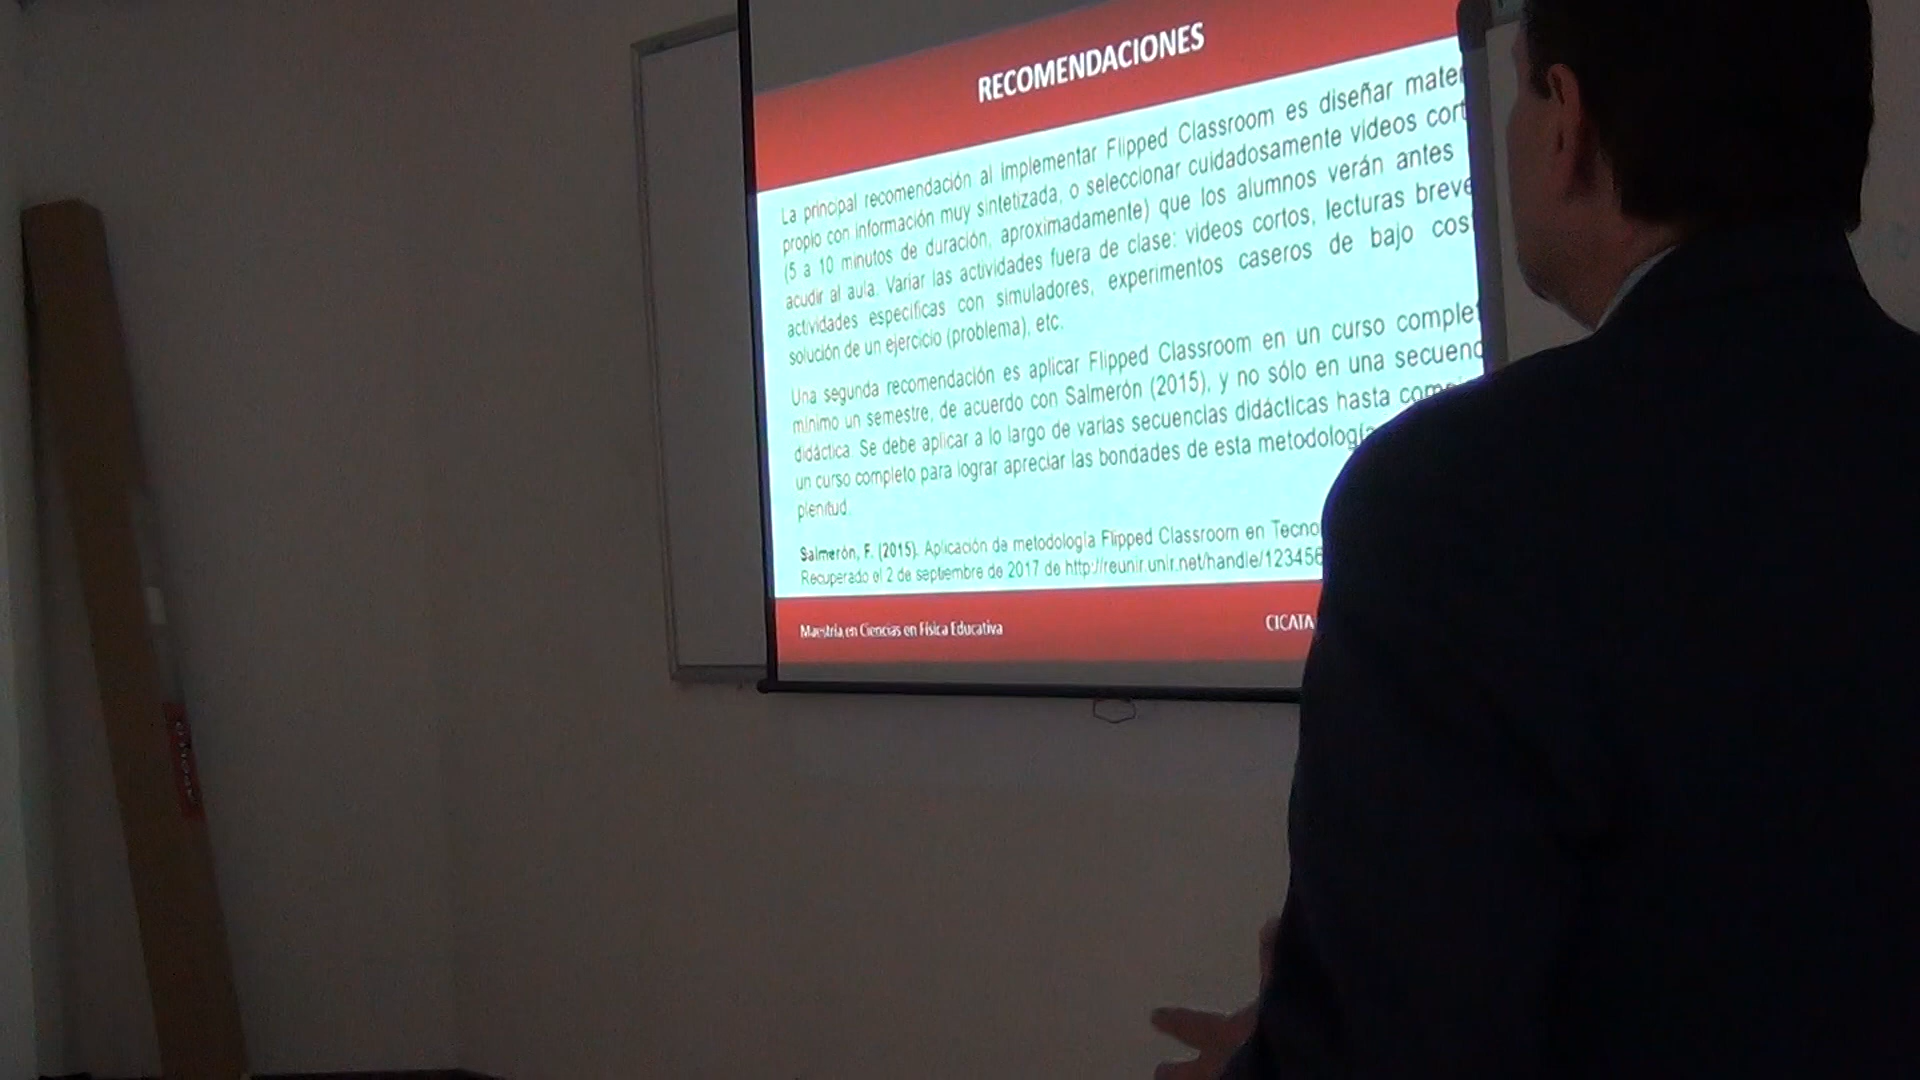 RECOMENDACIONES
La principal recomendación al implementar Flipped Classroom es diseñar mater
propio con información muy sintetizada, o seleccionar cuidadosamente videos cort
(5 a 10 minutos de duración, aproximadamente) que los alumnos verán antes
acudir al aula. Variar las actividades fuera de clase: videos cortos, lecturas breve
actividades específicas con simuladores, experimentos caseros de bajo cos
solución de un ejercicio (problema), etc.
Una segunda recomendación es aplicar Flipped Classroom en un curso complet
mínimo un semestre, de acuerdo con Salmerón (2015), y no sólo en una secuenc
didáctica. Se debe aplicar a lo largo de varias secuencias didácticas hasta
un curso completo para lograr apreciar las bondades de esta metodología
plenitud.
Salmerón, F. (2015). Aplicación de metodología Flipped Classroom en Tecno
Recuperado el 2 de septiembre de 2017 de http://reunir.unir.net/handle/123456
Maestría en Ciencias en Física Educativa
CICATA